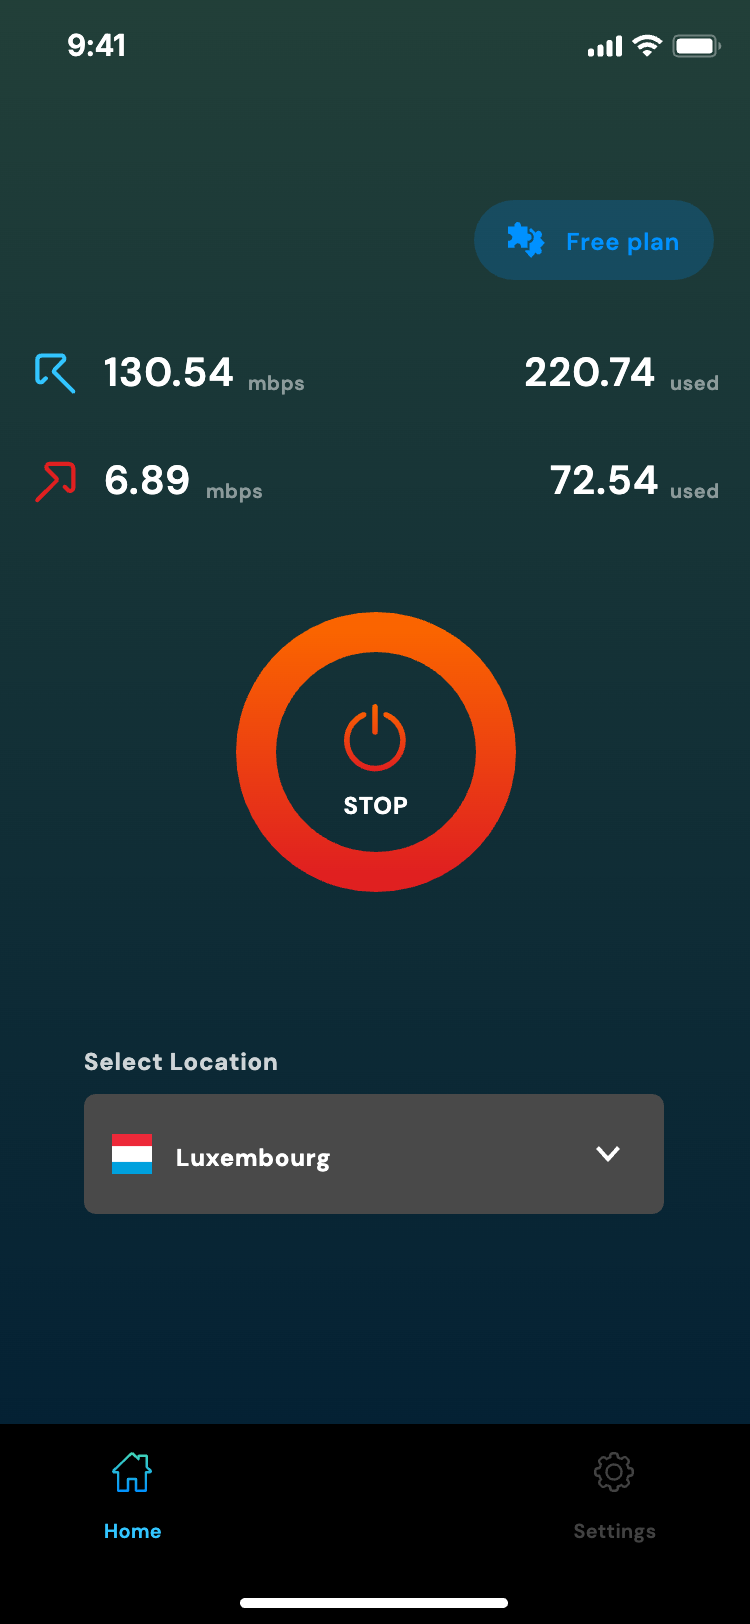 9:41
Free plan
130.54 mbps
220.74 used
6.89 mbps
72.54 used
STOP
Select Location
Luxembourg
Home
Settings